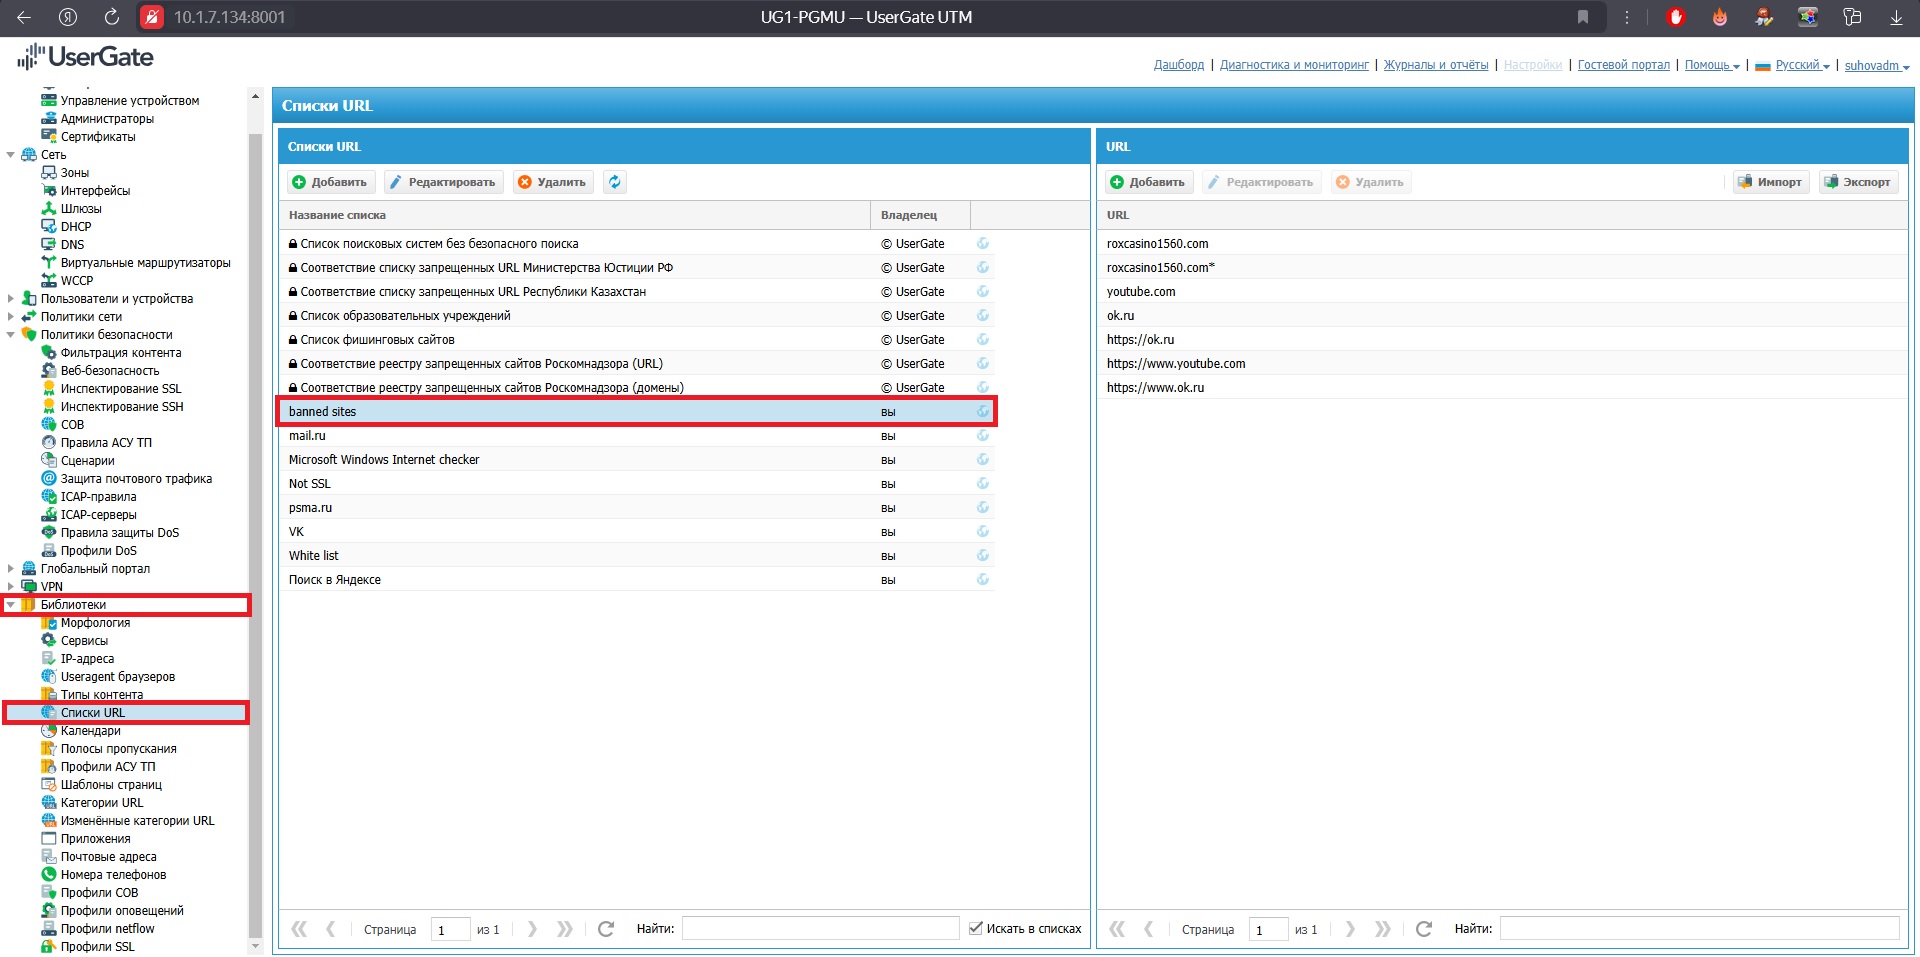 10.1.7.134:8001
UG1-PGMU — UserGate UTM
UserGate
Дашборд | Диагностика и мониторинг | Журналы и отчёты | Настройки | Гостевой портал | Помощь | Русский | suhovadm
Управление устройством
Администраторы
Сертификаты
Сеть
Зоны
Интерфейсы
Шлюзы
DHCP
DNS
Виртуальные маршрутизаторы
WCCP
Пользователи и устройства
Политики сети
Политики безопасности
Фильтрация контента
Веб-безопасность
Инспектирование SSL
Инспектирование SSH
СОВ
Правила АСУ ТП
Сценарии
Защита почтового трафика
ICAP-правила
ICAP-серверы
Правила защиты DoS
Профили DoS
Глобальный портал
VPN
Библиотеки
Морфология
Сервисы
IP-адреса
Useragent браузеров
Типы контента
Списки URL
Календари
Полосы пропускания
Профили АСУ ТП
Шаблоны страниц
Категории URL
Изменённые категории URL
Приложения
Почтовые адреса
Номера телефонов
Профили СОВ
Профили оповещений
Профили netflow
Профили SSL
Списки URL
Списки URL
Добавить Редактировать Удалить
Название списка Владелец
Список поисковых систем без безопасного поиска © UserGate
Соответствие списку запрещенных URL Министерства Юстиции РФ © UserGate
Соответствие списку запрещенных URL Республики Казахстан © UserGate
Список образовательных учреждений © UserGate
Список фишинговых сайтов © UserGate
Соответствие реестру запрещенных сайтов Роскомнадзора (URL) © UserGate
Соответствие реестру запрещенных сайтов Роскомнадзора (домены) © UserGate
banned sites вы
mail.ru вы
Microsoft Windows Internet checker вы
Not SSL вы
psma.ru вы
VK вы
White list вы
Поиск в Яндексе вы
Страница 1 из 1 Найти: Искать в списках
URL
Добавить Редактировать Удалить Импорт Экспорт
URL
roxcasino1560.com
roxcasino1560.com*
youtube.com
ok.ru
https://ok.ru
https://www.youtube.com
https://www.ok.ru
Страница 1 из 1 Найти: